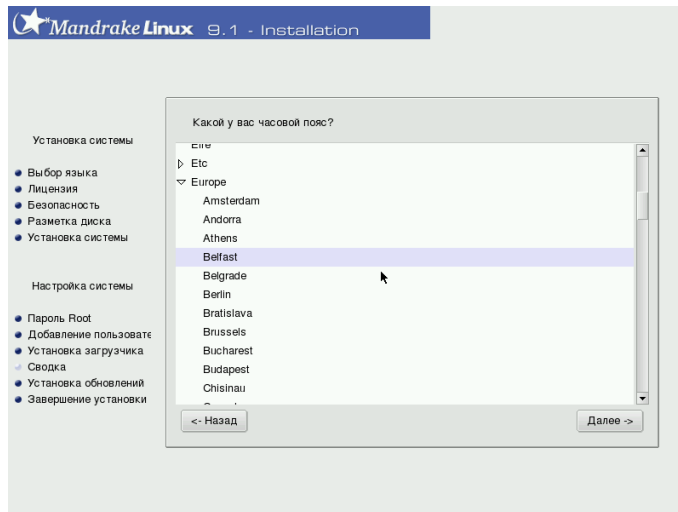 Mandrake Linux 9.1 - Installation
Установка системы
Выбор языка
Лицензия
Безопасность
Разметка диска
Установка системы
Настройка системы
Пароль Root
Добавление пользовате
Установка загрузчика
Сводка
Установка обновлений
Завершение установки
Какой у вас часовой пояс?
Eire
Etc
Europe
Amsterdam
Andorra
Athens
Belfast
Belgrade
Berlin
Bratislava
Brussels
Bucharest
Budapest
Chisinau
<- Назад
Далее ->